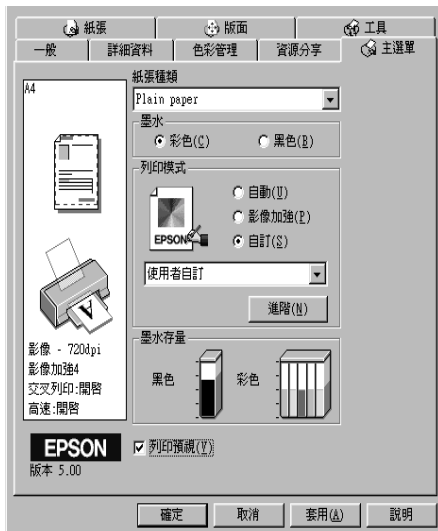 紙張
版面
工具
一般
詳細資料
色彩管理
資源分享
主選單
A4
紙張種類
Plain paper
墨水
彩色(C)
黑色(B)
列印模式
EPSON
自動(U)
影像加強(P)
自訂(S)
使用者自訂
進階(N)
A
影像 - 720dpi
影像加強4
交叉列印:開啓
高速:開啓
墨水存量
黑色
彩色
EPSON
版本 5.00
列印預視(V)
確定
取消
套用(A)
說明